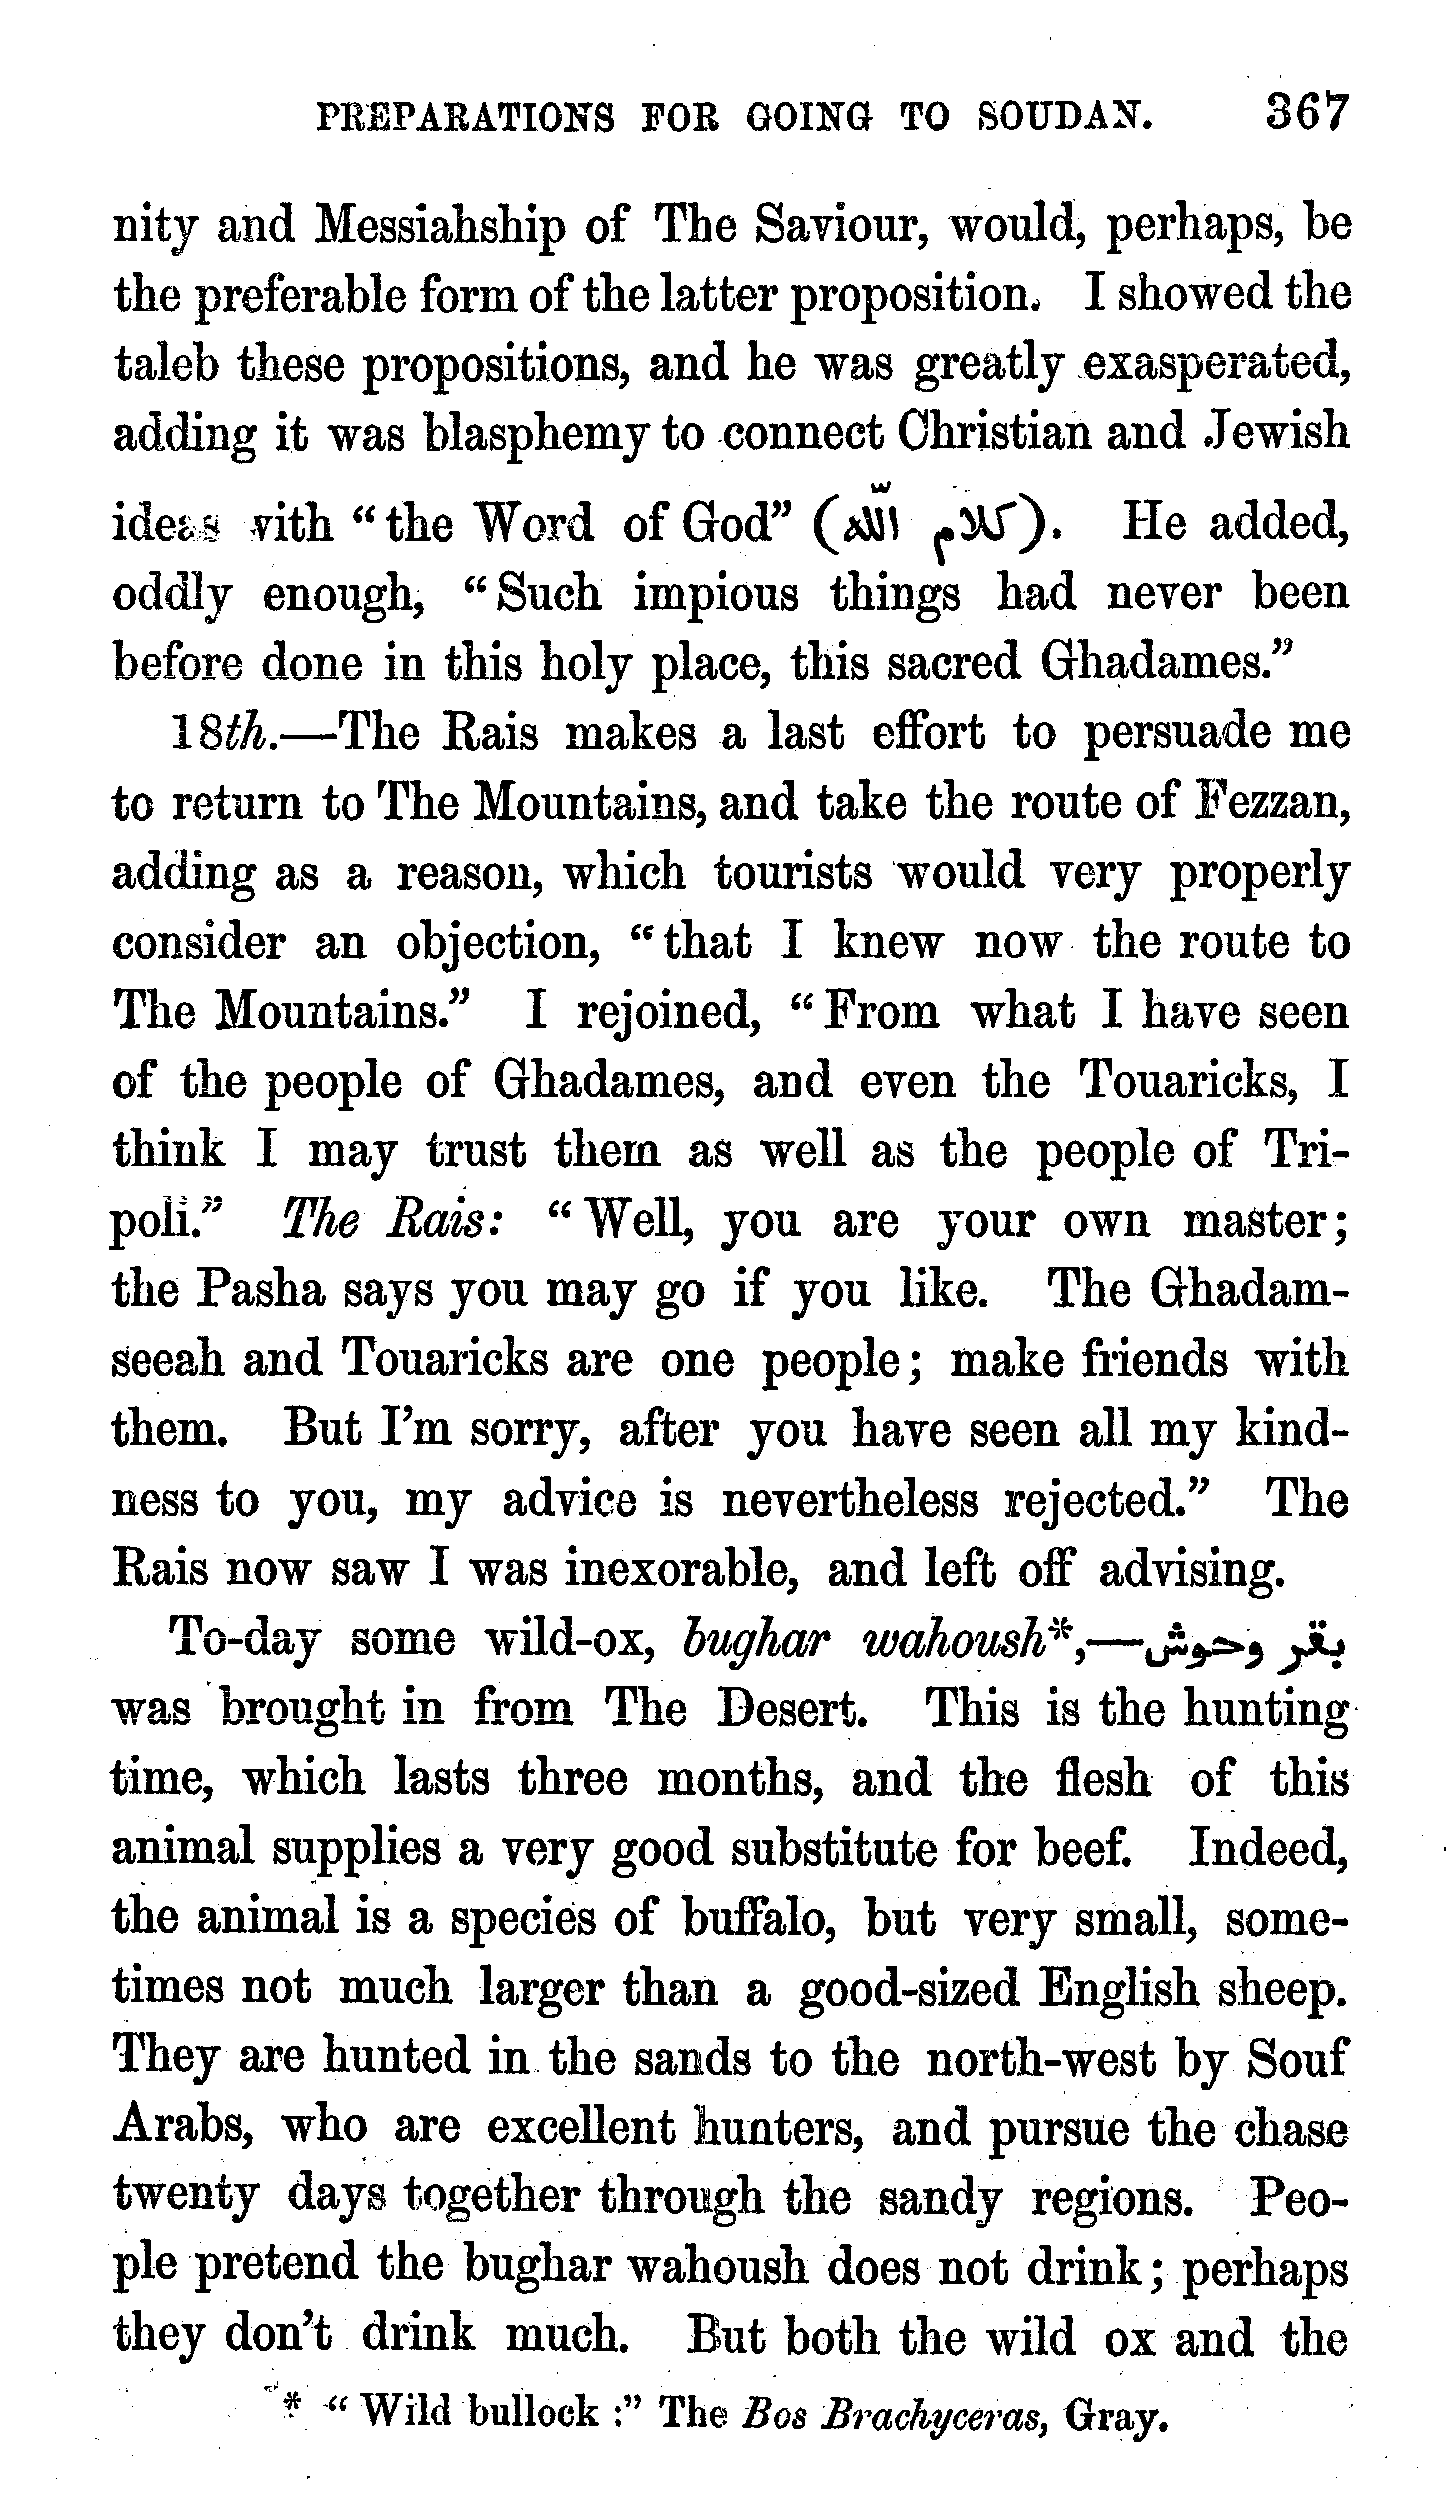 PREPARATIONS FOR GOING TO SOUDAN. 367
nity and Messiahship of The Saviour, would, perhaps, be
the preferable form of the latter proposition. I showed the
taleb these propositions, and he was greatly exasperated,
adding it was blasphemy to connect Christian and Jewish
ideas with "the Word of God" (كلام اللّه). He added,
oddly enough, "Such impious things had never been
before done in this holy place, this sacred Ghadames."
18th.—The Rais makes a last effort to persuade me
to return to The Mountains, and take the route of Fezzan,
adding as a reason, which tourists would very properly
consider an objection, "that I knew now the route to
The Mountains." I rejoined, "From what I have seen
of the people of Ghadames, and even the Touaricks, I
think I may trust them as well as the people of Tri-
poli." The Rais: "Well, you are your own master;
the Pasha says you may go if you like. The Ghadam-
seeah and Touaricks are one people; make friends with
them. But I'm sorry, after you have seen all my kind-
ness to you, my advice is nevertheless rejected." The
Rais now saw I was inexorable, and left off advising.
To-day some wild-ox, bughar wahoush*,—بقر وحوش
was brought in from The Desert. This is the hunting
time, which lasts three months, and the flesh of this
animal supplies a very good substitute for beef. Indeed,
the animal is a species of buffalo, but very small, some-
times not much larger than a good-sized English sheep.
They are hunted in the sands to the north-west by Souf
Arabs, who are excellent hunters, and pursue the chase
twenty days together through the sandy regions. Peo-
ple pretend the bughar wahoush does not drink; perhaps
they don't drink much. But both the wild ox and the
* "Wild bullock:" The Bos Brachyceras, Gray.